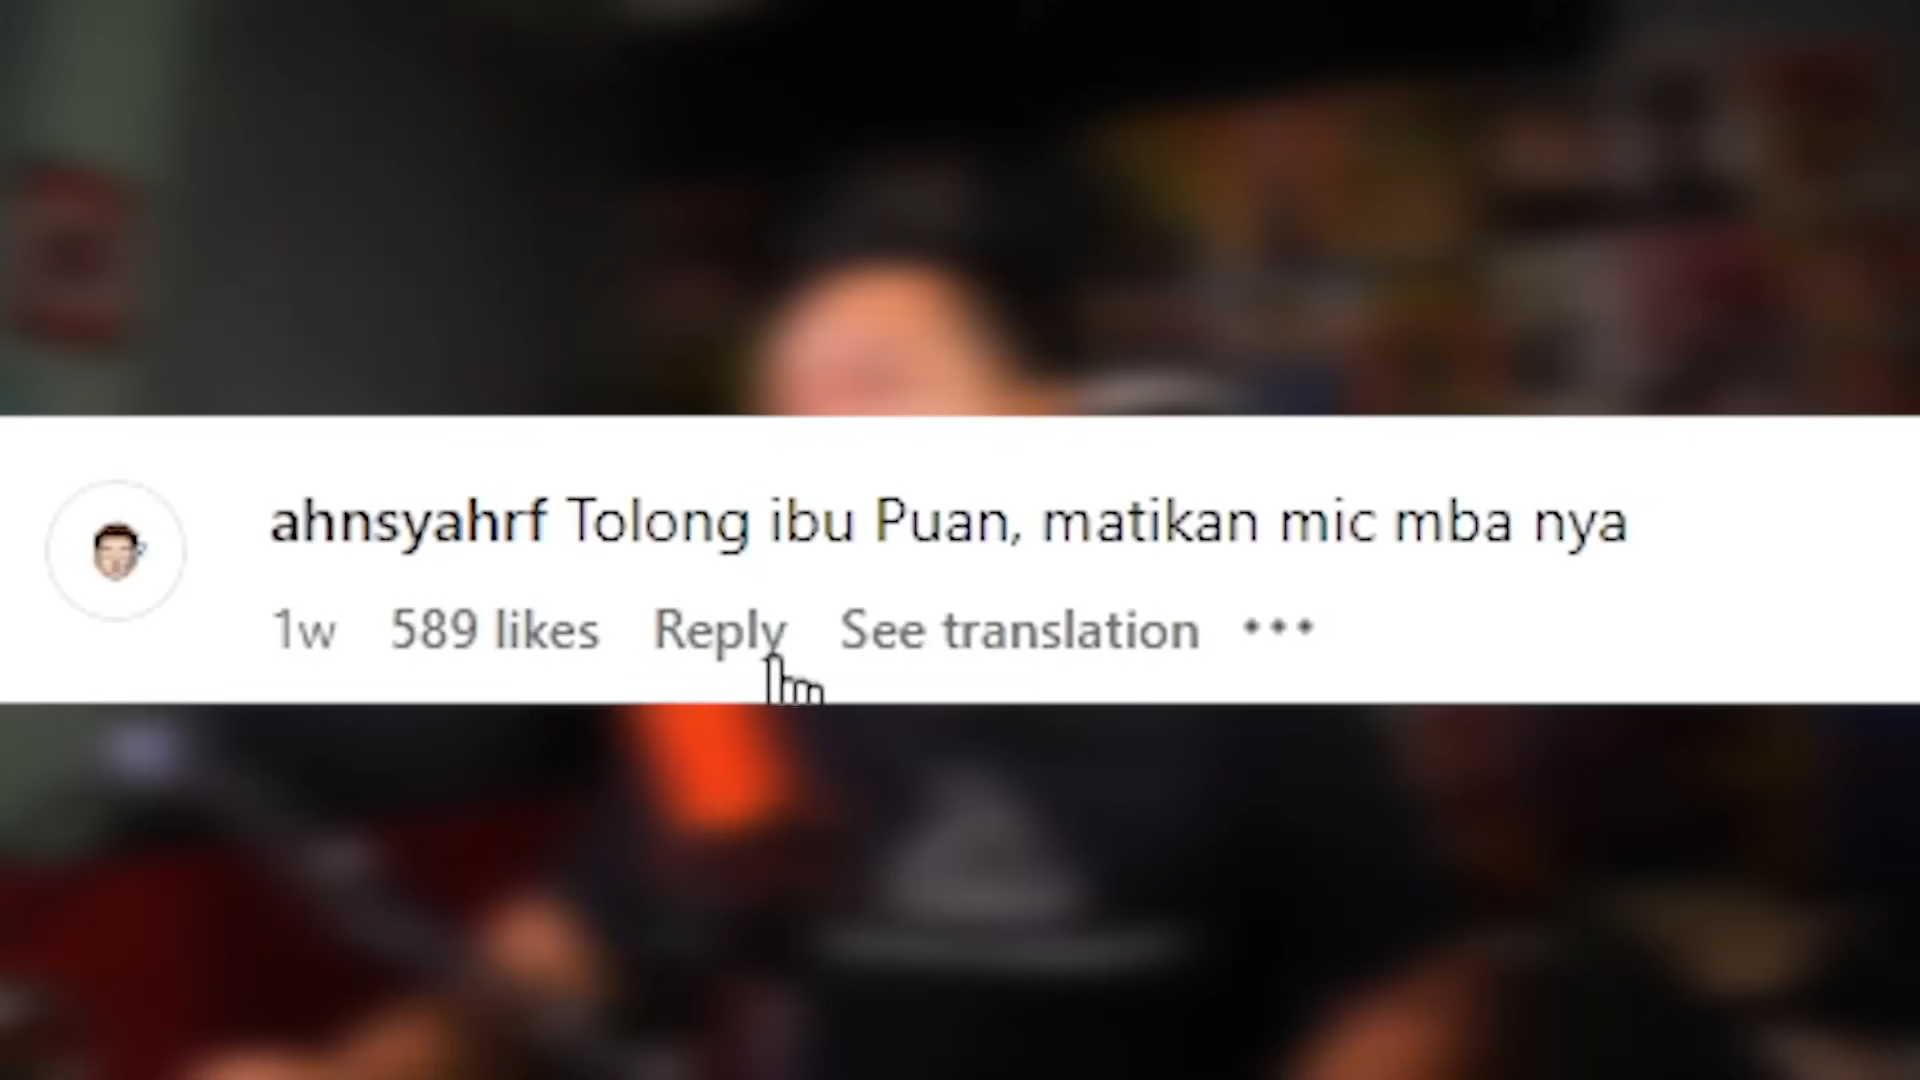 ahnsyahrf Tolong ibu Puan, matikan mic mba nya
1w 589 likes Reply See translation •••